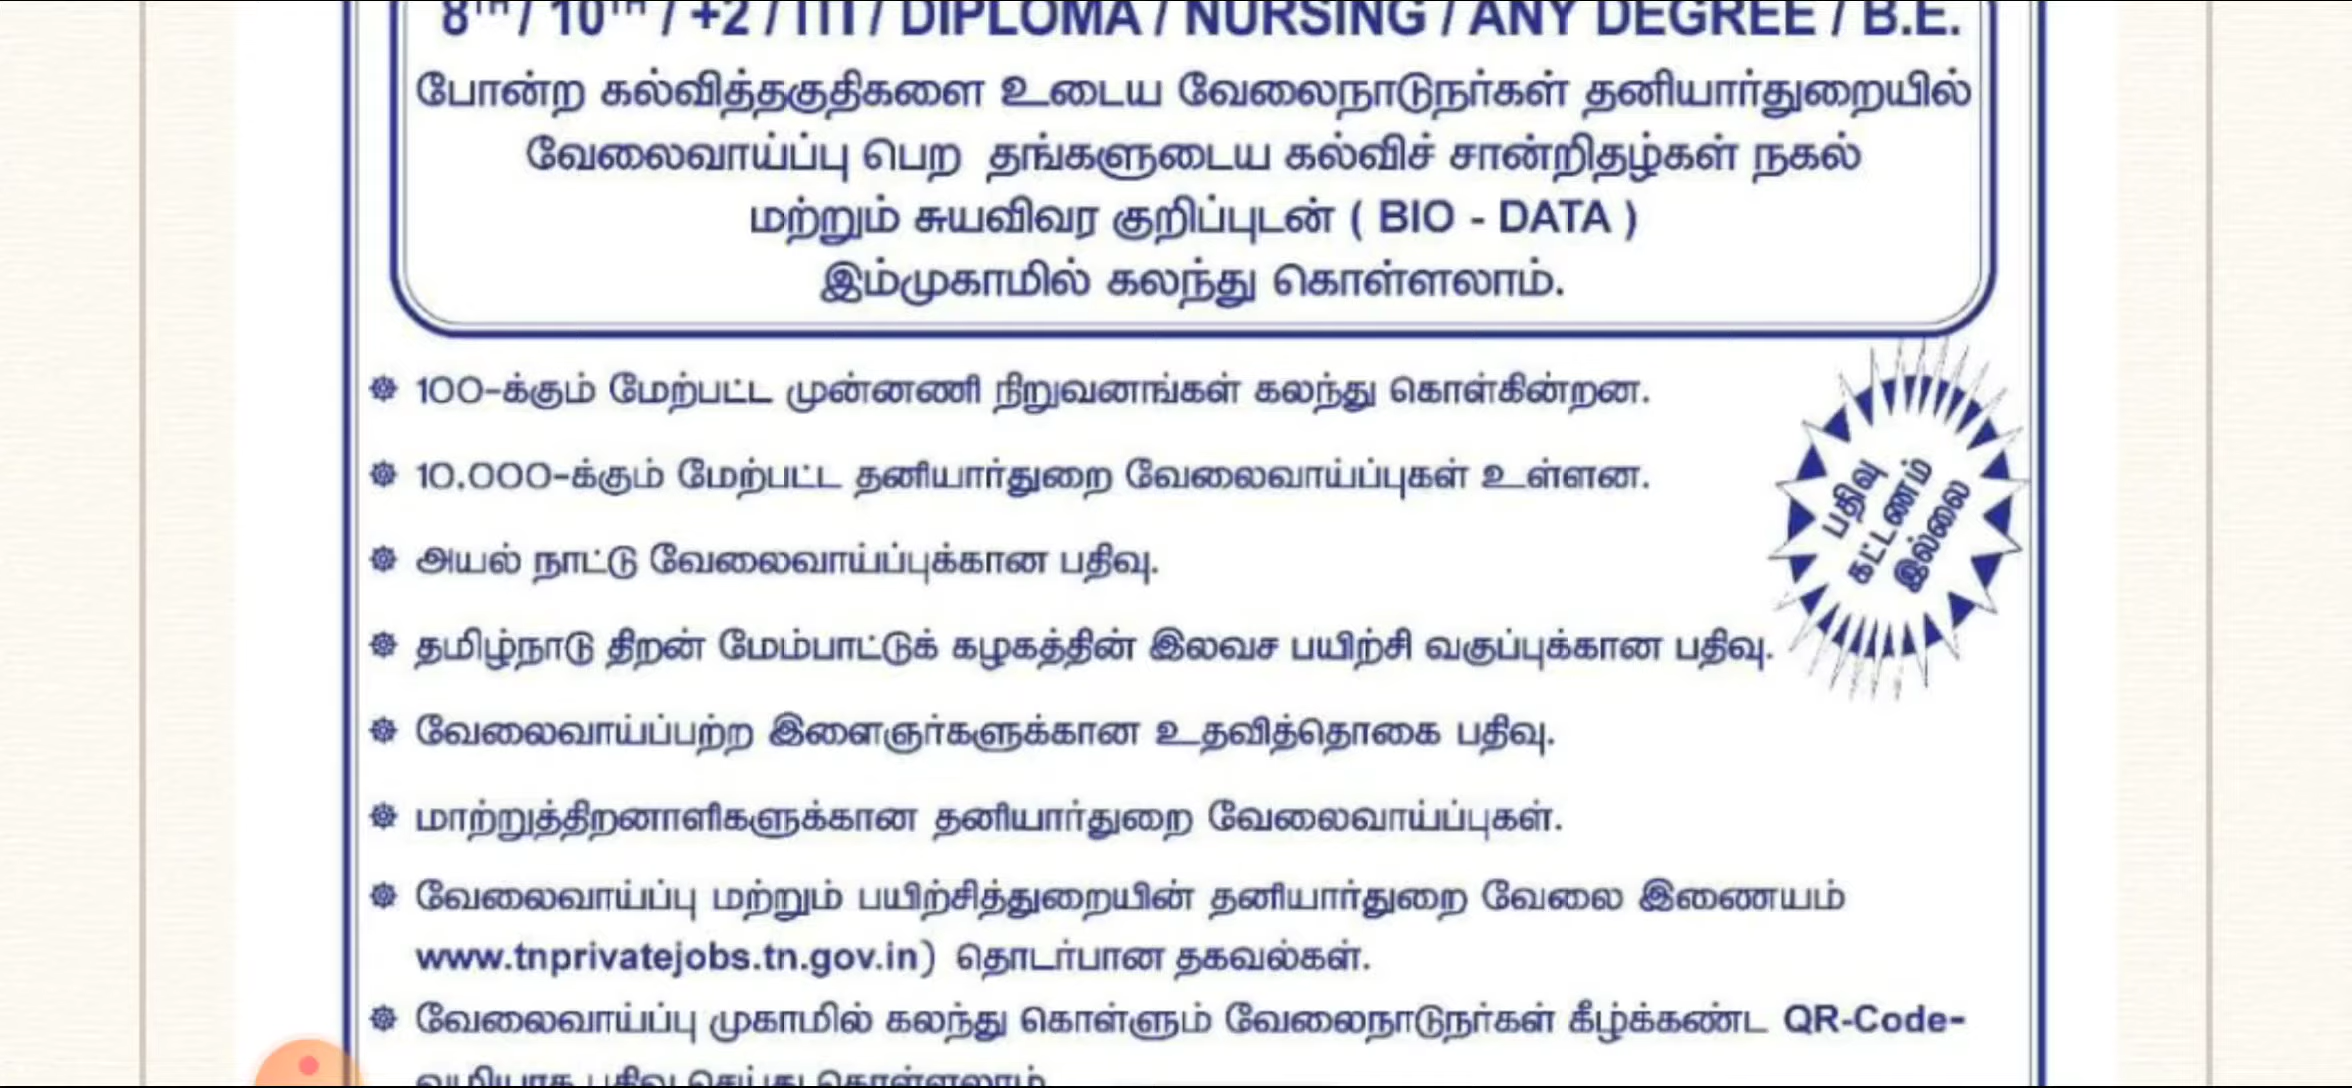 8TH / 10TH / +2 / ITI / DIPLOMA / NURSING / ANY DEGREE / B.E.
போன்ற கல்வித்தகுதிகளை உடைய வேலைநாடுநர்கள் தனியார்துறையில்
வேலைவாய்ப்பு பெற தங்களுடைய கல்விச் சான்றிதழ்கள் நகல்
மற்றும் சுயவிவர குறிப்புடன் ( BIO - DATA )
இம்முகாமில் கலந்து கொள்ளலாம்.
100-க்கும் மேற்பட்ட முன்னணி நிறுவனங்கள் கலந்து கொள்கின்றன.
10.000-க்கும் மேற்பட்ட தனியார்துறை வேலைவாய்ப்புகள் உள்ளன.
பதிவு
கட்டணம்
இல்லை
அயல் நாட்டு வேலைவாய்ப்புக்கான பதிவு.
தமிழ்நாடு திறன் மேம்பாட்டுக் கழகத்தின் இலவச பயிற்சி வகுப்புக்கான பதிவு.
வேலைவாய்ப்பற்ற இளைஞர்களுக்கான உதவித்தொகை பதிவு.
மாற்றுத்திறனாளிகளுக்கான தனியார்துறை வேலைவாய்ப்புகள்.
வேலைவாய்ப்பு மற்றும் பயிற்சித்துறையின் தனியார்துறை வேலை இணையம்
www.tnprivatejobs.tn.gov.in) தொடர்பான தகவல்கள்.
வேலைவாய்ப்பு முகாமில் கலந்து கொள்ளும் வேலைநாடுநர்கள் கீழ்க்கண்ட QR-Code-
வழியாக பதிவு செய்து கொள்ளலாம்